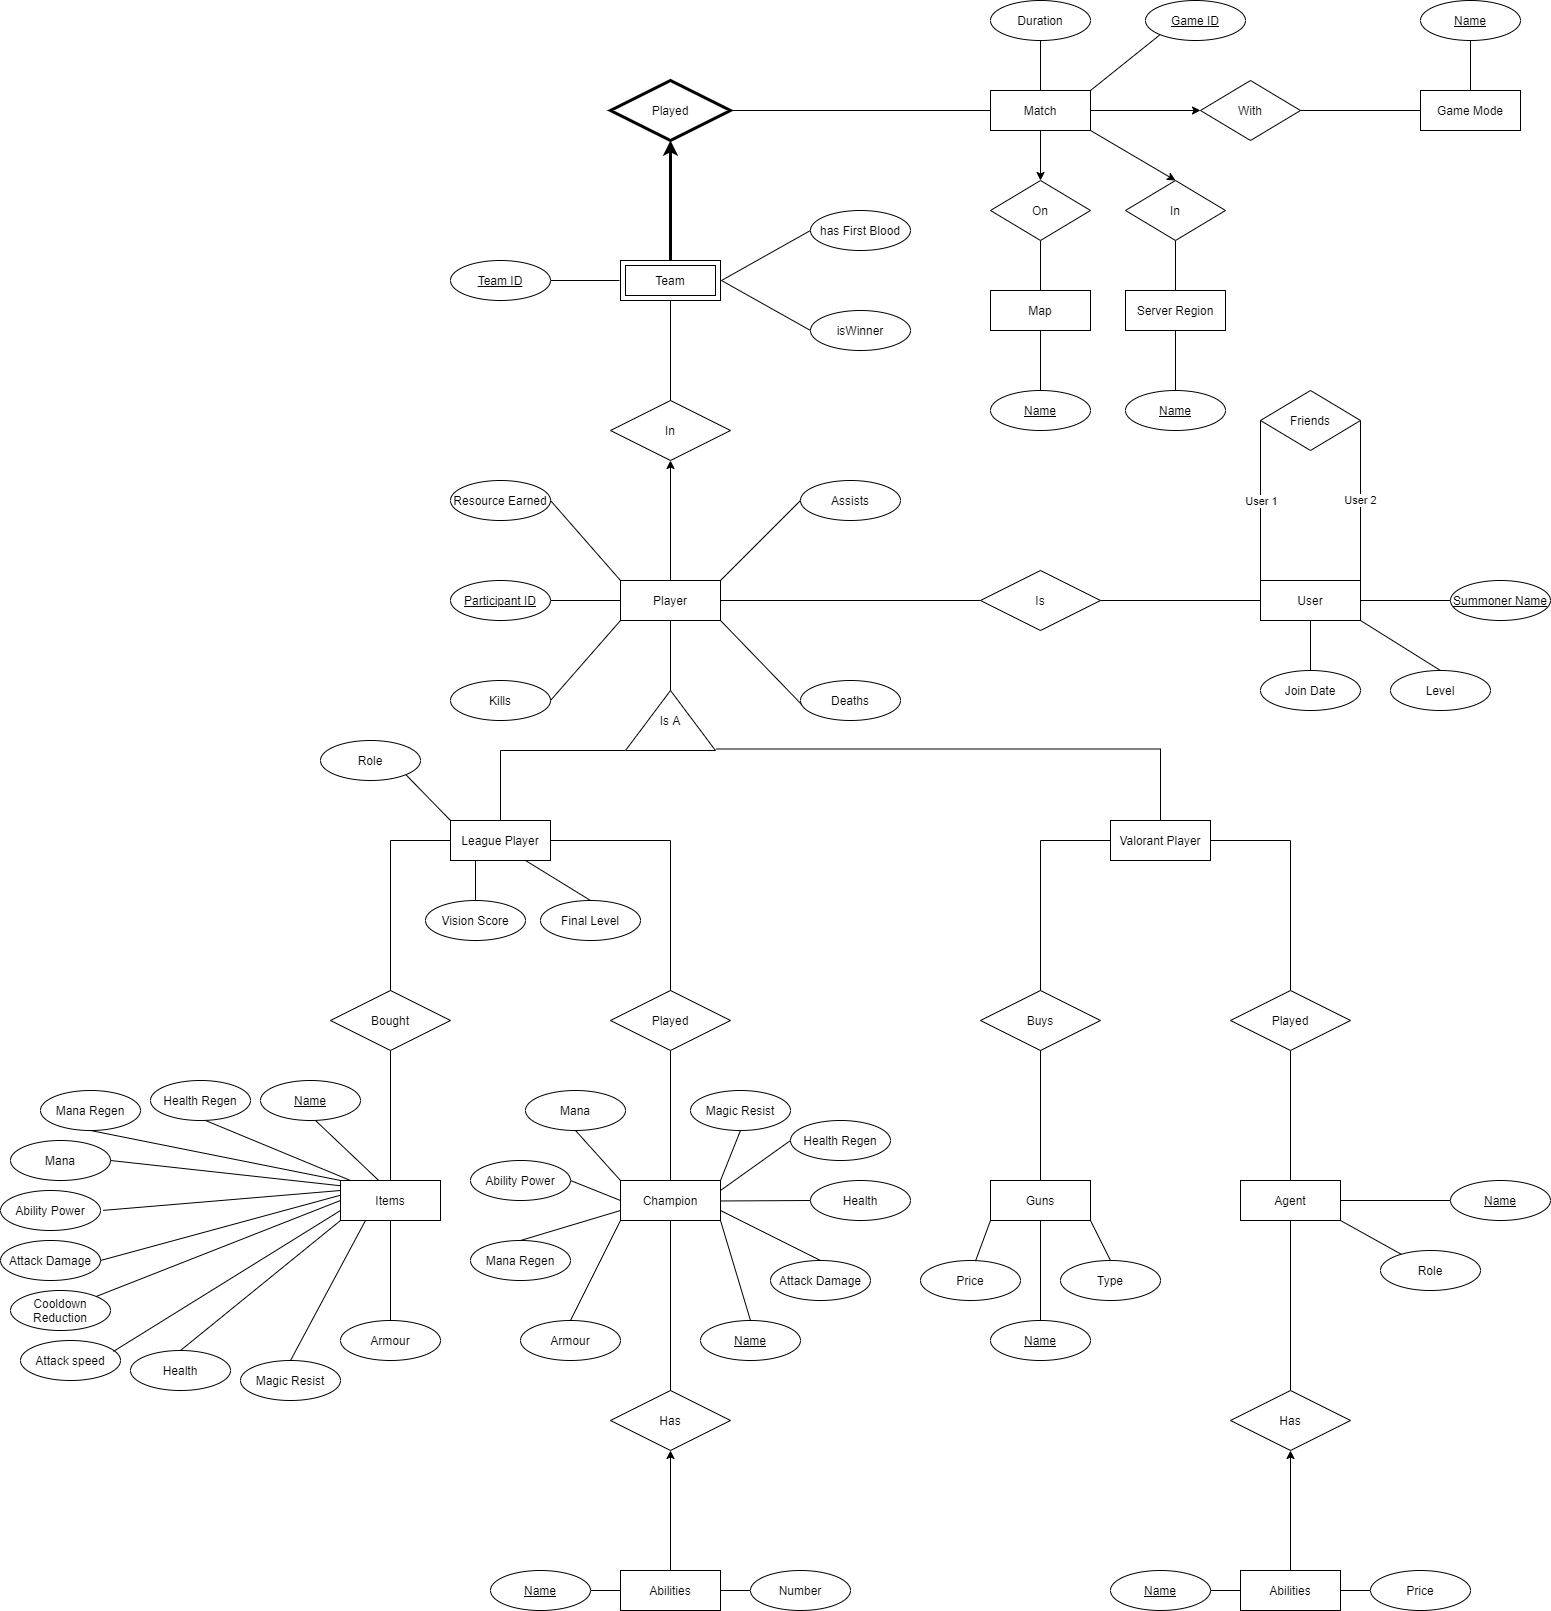 Duration
Game ID
Name
Played
Match
With
Game Mode
On
In
has First Blood
Team ID
Team
Map
Server Region
isWinner
Name
Name
Friends
In
Resource Earned
Assists
User 1
User 2
Participant ID
Player
Is
User
Summoner Name
Kills
Deaths
Join Date
Level
Is A
Role
League Player
Valorant Player
Vision Score
Final Level
Bought
Played
Buys
Played
Mana Regen
Health Regen
Name
Mana
Magic Resist
Health Regen
Mana
Ability Power
Ability Power
Items
Champion
Health
Guns
Agent
Name
Attack Damage
Mana Regen
Attack Damage
Price
Type
Role
Cooldown
Reduction
Attack speed
Health
Magic Resist
Armour
Armour
Name
Name
Has
Has
Name
Abilities
Number
Name
Abilities
Price